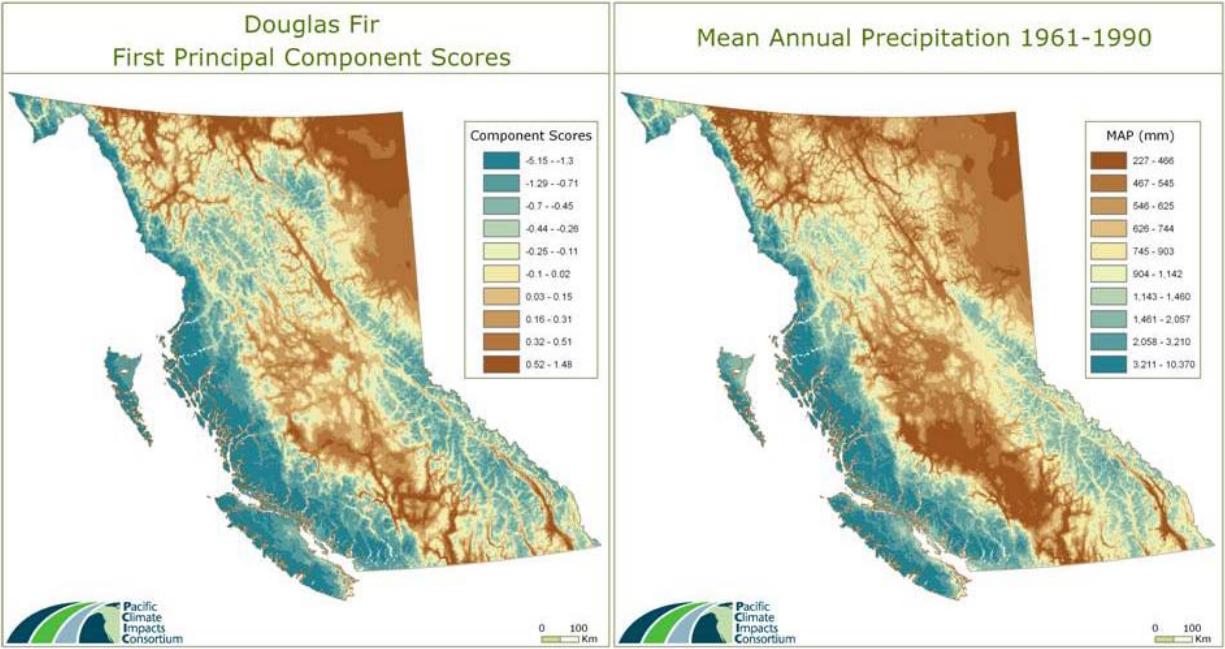 Douglas Fir
First Principal Component Scores
Component Scores
-5.15 - -1.3
-1.29 - -0.71
-0.7 - -0.45
-0.44 - -0.26
-0.25 - -0.11
-0.1 - 0.02
0.03 - 0.15
0.16 - 0.31
0.32 - 0.51
0.52 - 1.48
Pacific
Climate
Impacts
Consortium
0 100
Km
Mean Annual Precipitation 1961-1990
MAP (mm)
227 - 466
467 - 545
546 - 625
626 - 744
745 - 903
904 - 1,142
1,143 - 1,460
1,461 - 2,057
2,058 - 3,210
3,211 - 10,370
Pacific
Climate
Impacts
Consortium
0 100
Km